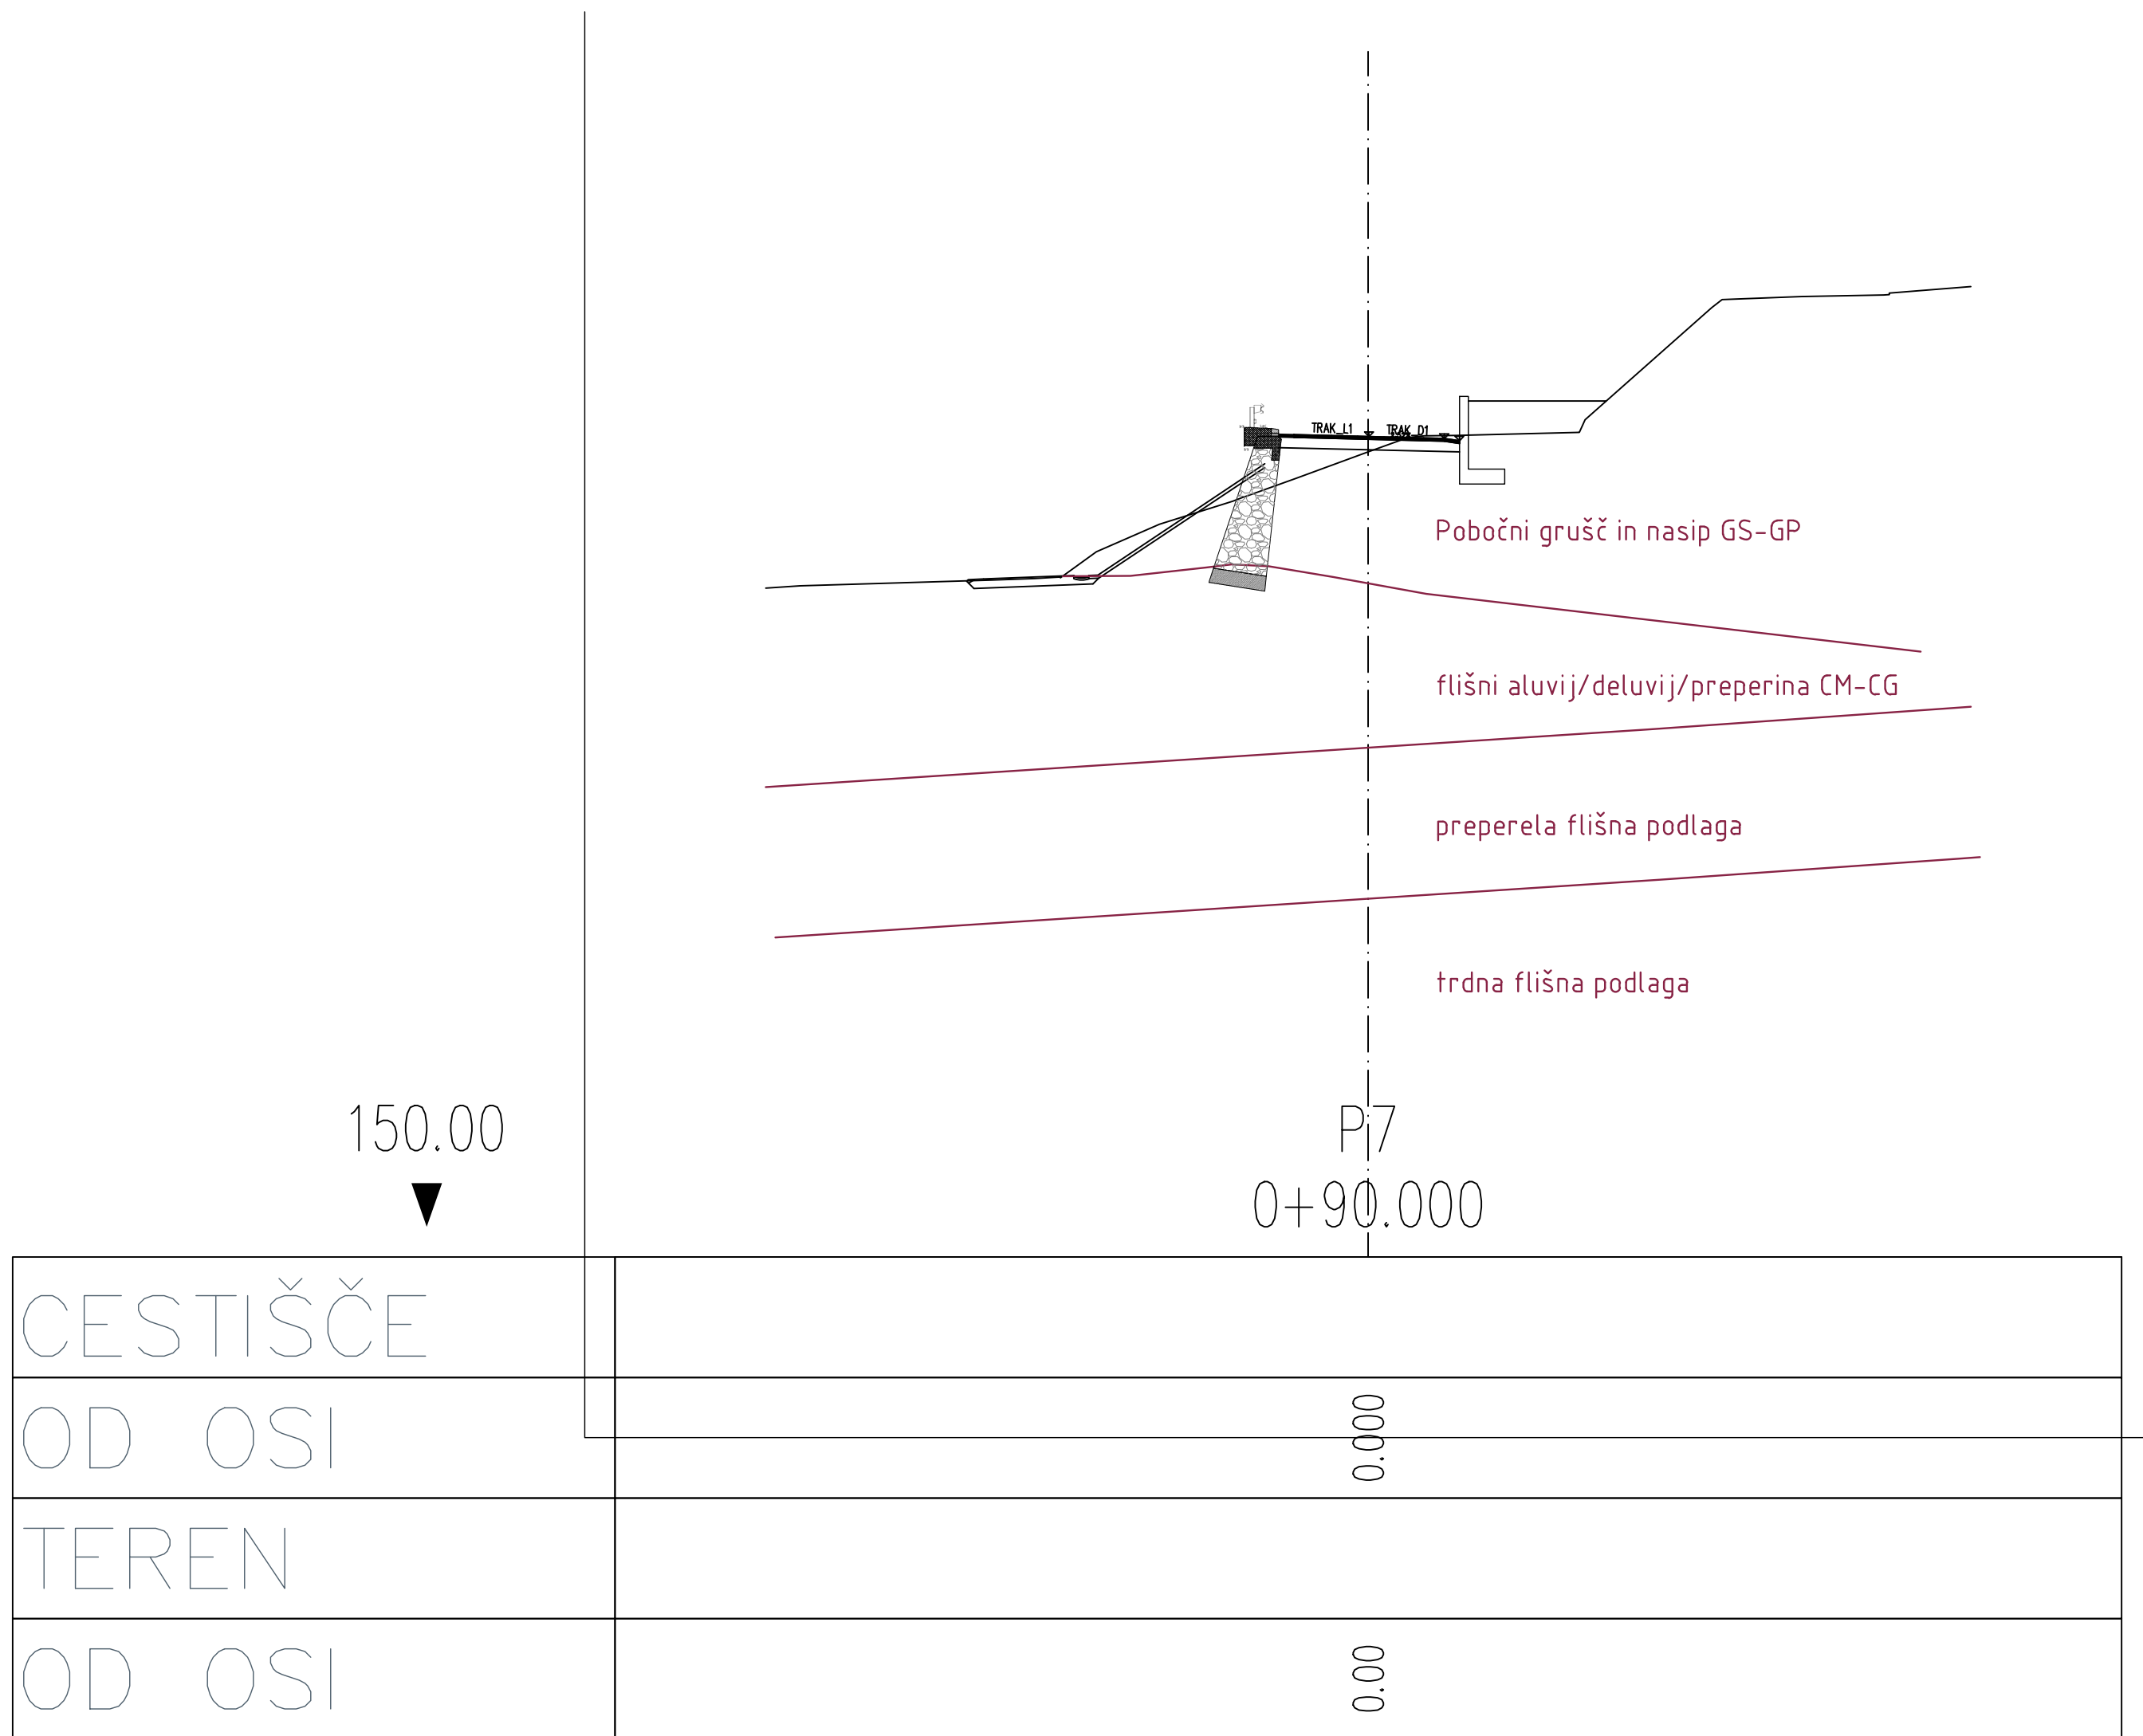 TRAK_L1
TRAK_D1
Pobočni grušč in nasip GS-GP
flišni aluvij/deluvij/preperina CM-CG
preperela flišna podlaga
trdna flišna podlaga
150.00
P7
0+90.000
CESTIŠČE
OD OSI
0.000
TEREN
OD OSI
0.00